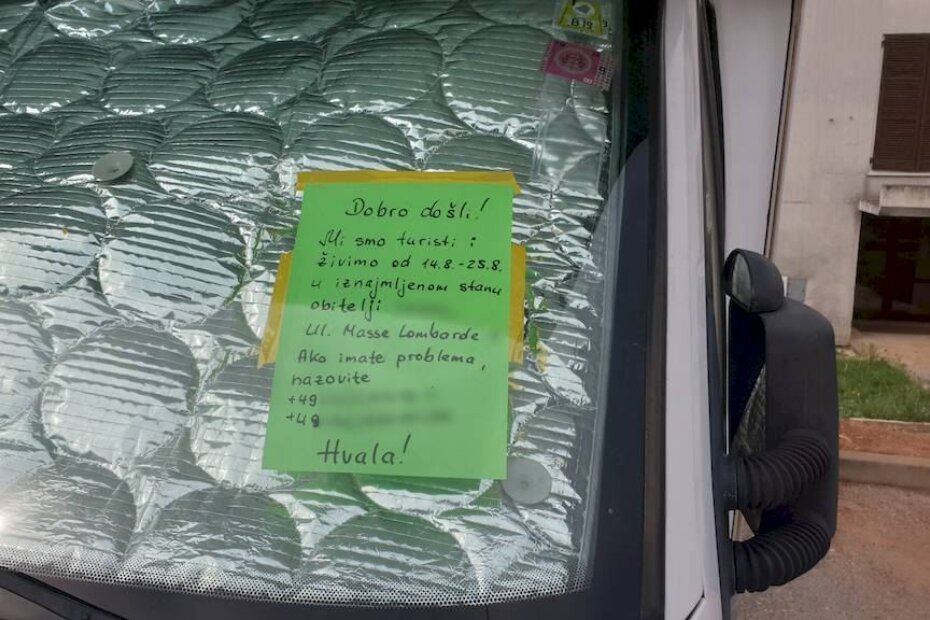 Dobro došli!
Mi smo turisti :
živimo od 14.8.-25.8.
u iznajmljenom stanu
obitelji
Ul. Masse Lombarde
Ako imate problema,
nazovite
+49
+49
Hvala!